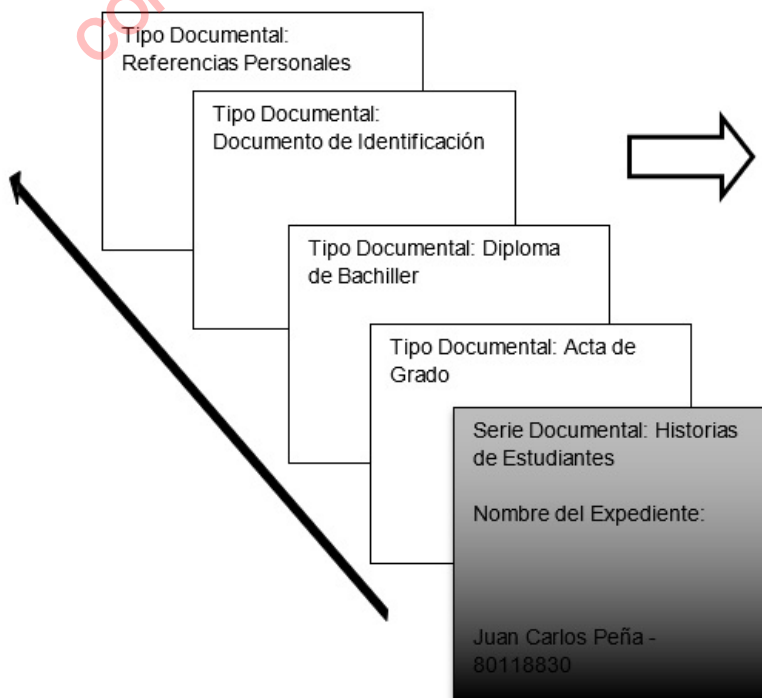 Tipo Documental:
Referencias Personales
Tipo Documental:
Documento de Identificación
Tipo Documental: Diploma
de Bachiller
Tipo Documental: Acta de
Grado
Serie Documental: Historias
de Estudiantes
Nombre del Expediente:
Juan Carlos Peña -
80118830